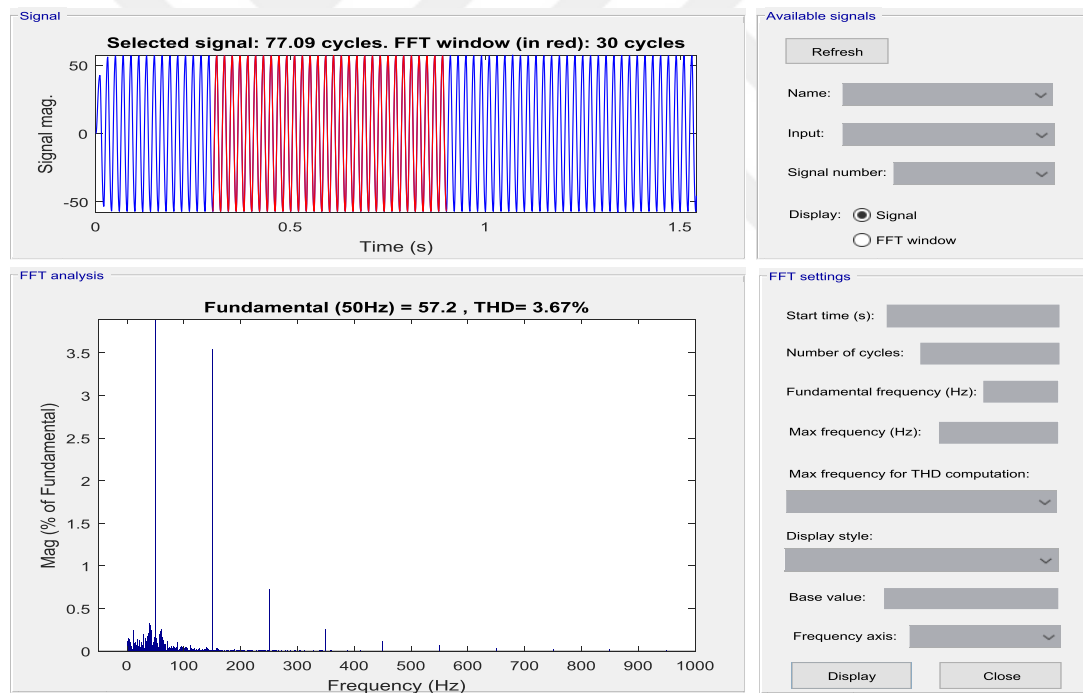 Signal
Selected signal: 77.09 cycles. FFT window (in red): 30 cycles
50
0
-50
Signal mag.
0 0.5 1 1.5
Time (s)
Available signals
Refresh
Name:
Input:
Signal number:
Display: Signal
FFT window
FFT analysis
Fundamental (50Hz) = 57.2 , THD= 3.67%
3.5
3
2.5
2
1.5
1
0.5
0
Mag (% of Fundamental)
0 100 200 300 400 500 600 700 800 900 1000
Frequency (Hz)
FFT settings
Start time (s):
Number of cycles:
Fundamental frequency (Hz):
Max frequency (Hz):
Max frequency for THD computation:
Display style:
Base value:
Frequency axis:
Display Close